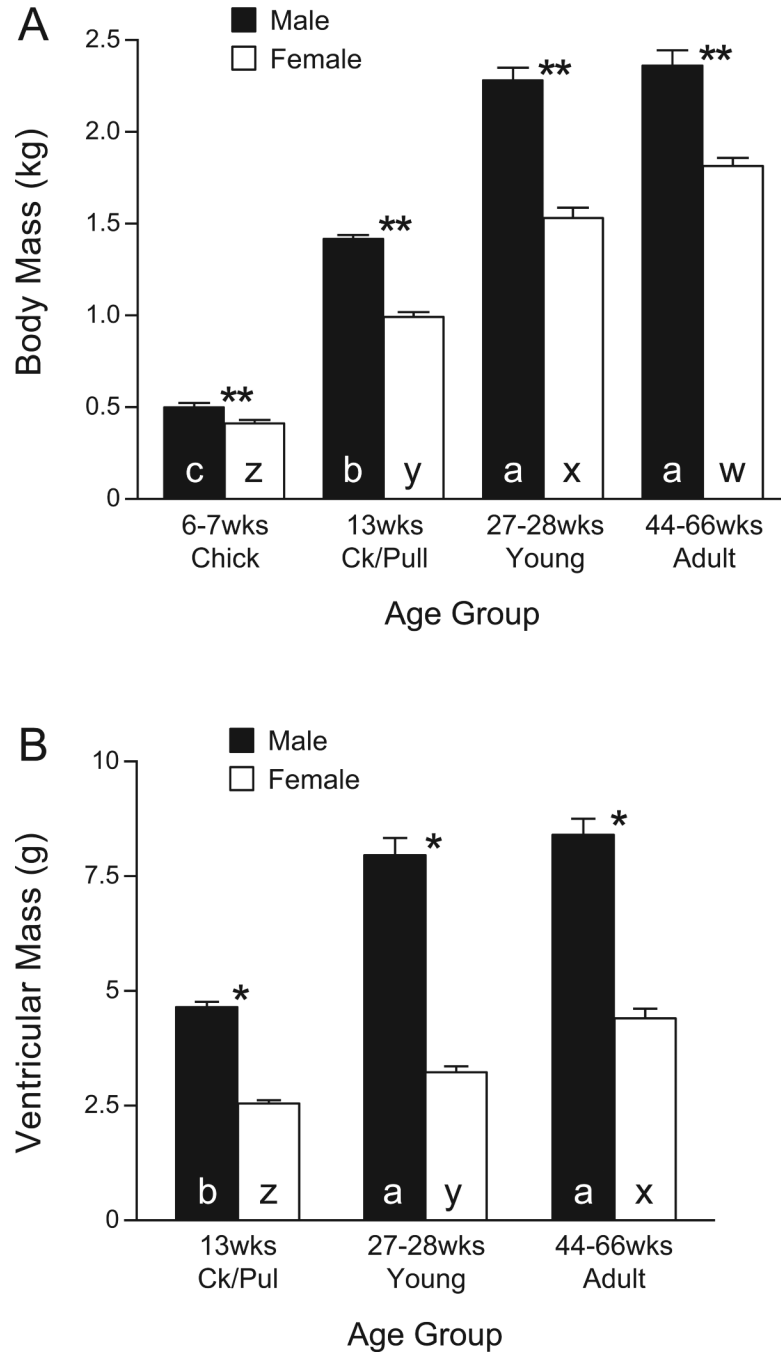 A
Male
Female
2.5
2.0
1.5
1.0
0.5
0
Body Mass (kg)
**
**
**
**
c z b y a x a w
6-7wks 13wks 27-28wks 44-66wks
Chick Ck/Pull Young Adult
Age Group
B
Male
Female
10
7.5
5
2.5
0
Ventricular Mass (g)
*
*
*
b z a y a x
13wks 27-28wks 44-66wks
Ck/Pul Young Adult
Age Group